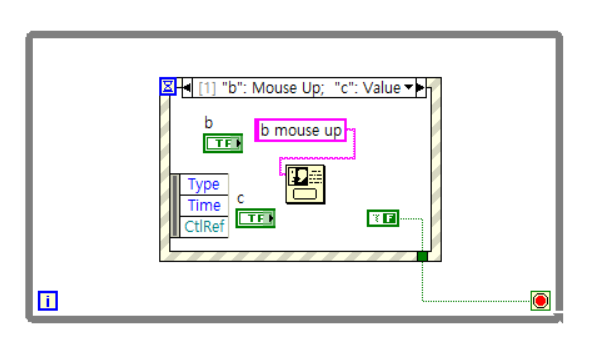 [1] "b": Mouse Up; "c": Value
b
TF
b mouse up
Type
Time
CtlRef
c
TF
T F
i